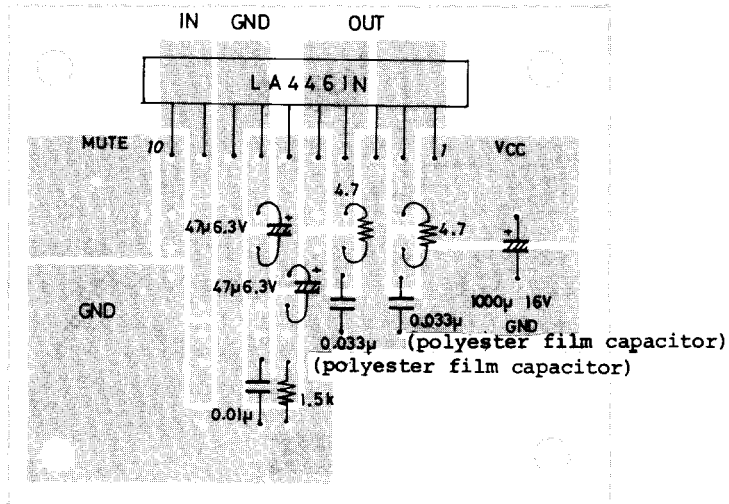 IN GND OUT
LA4461N
MUTE 10 1 VCC
4.7
47µ6.3V 4.7
47µ6.3V
1000µ 16V
GND 0.033µ GND
0.033µ (polyester film capacitor)
(polyester film capacitor)
0.01µ 1.5k